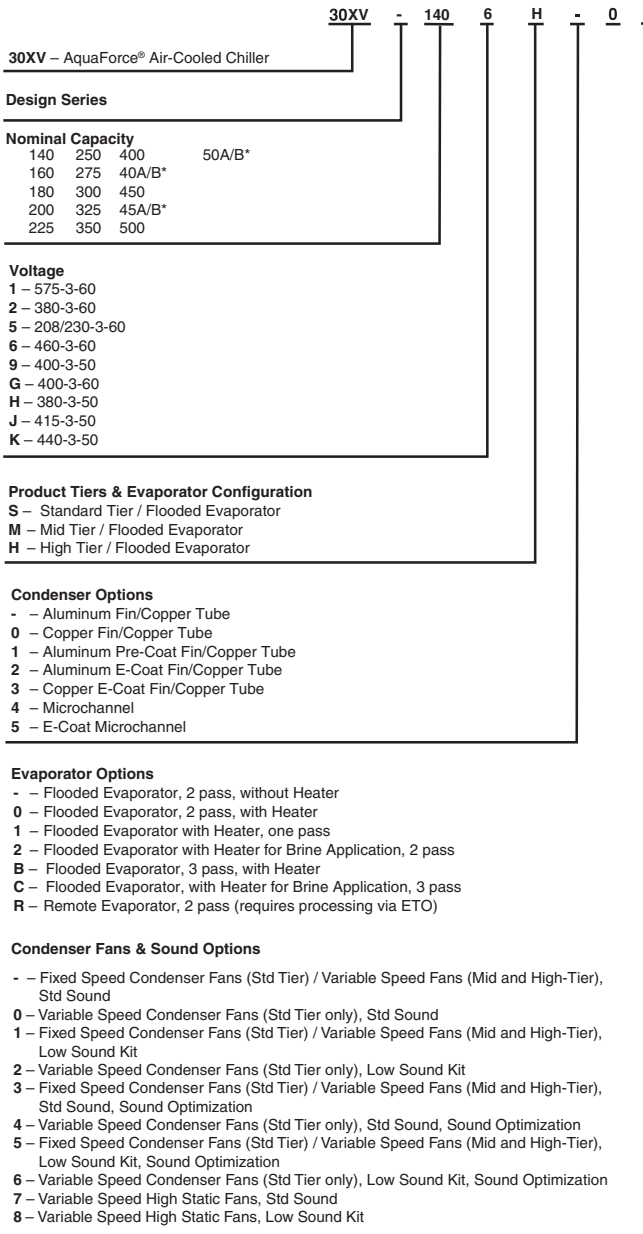 30XV - 140 6 H - 0
30XV – AquaForce® Air-Cooled Chiller
Design Series
Nominal Capacity
140 250 400 50A/B*
160 275 40A/B*
180 300 450
200 325 45A/B*
225 350 500
Voltage
1 – 575-3-60
2 – 380-3-60
5 – 208/230-3-60
6 – 460-3-60
9 – 400-3-50
G – 400-3-60
H – 380-3-50
J – 415-3-50
K – 440-3-50
Product Tiers & Evaporator Configuration
S – Standard Tier / Flooded Evaporator
M – Mid Tier / Flooded Evaporator
H – High Tier / Flooded Evaporator
Condenser Options
- – Aluminum Fin/Copper Tube
0 – Copper Fin/Copper Tube
1 – Aluminum Pre-Coat Fin/Copper Tube
2 – Aluminum E-Coat Fin/Copper Tube
3 – Copper E-Coat Fin/Copper Tube
4 – Microchannel
5 – E-Coat Microchannel
Evaporator Options
- – Flooded Evaporator, 2 pass, without Heater
0 – Flooded Evaporator, 2 pass, with Heater
1 – Flooded Evaporator with Heater, one pass
2 – Flooded Evaporator with Heater for Brine Application, 2 pass
B – Flooded Evaporator, 3 pass, with Heater
C – Flooded Evaporator, with Heater for Brine Application, 3 pass
R – Remote Evaporator, 2 pass (requires processing via ETO)
Condenser Fans & Sound Options
- – Fixed Speed Condenser Fans (Std Tier) / Variable Speed Fans (Mid and High-Tier),
Std Sound
0 – Variable Speed Condenser Fans (Std Tier only), Std Sound
1 – Fixed Speed Condenser Fans (Std Tier) / Variable Speed Fans (Mid and High-Tier),
Low Sound Kit
2 – Variable Speed Condenser Fans (Std Tier only), Low Sound Kit
3 – Fixed Speed Condenser Fans (Std Tier) / Variable Speed Fans (Mid and High-Tier),
Std Sound, Sound Optimization
4 – Variable Speed Condenser Fans (Std Tier only), Std Sound, Sound Optimization
5 – Fixed Speed Condenser Fans (Std Tier) / Variable Speed Fans (Mid and High-Tier),
Low Sound Kit, Sound Optimization
6 – Variable Speed Condenser Fans (Std Tier only), Low Sound Kit, Sound Optimization
7 – Variable Speed High Static Fans, Std Sound
8 – Variable Speed High Static Fans, Low Sound Kit